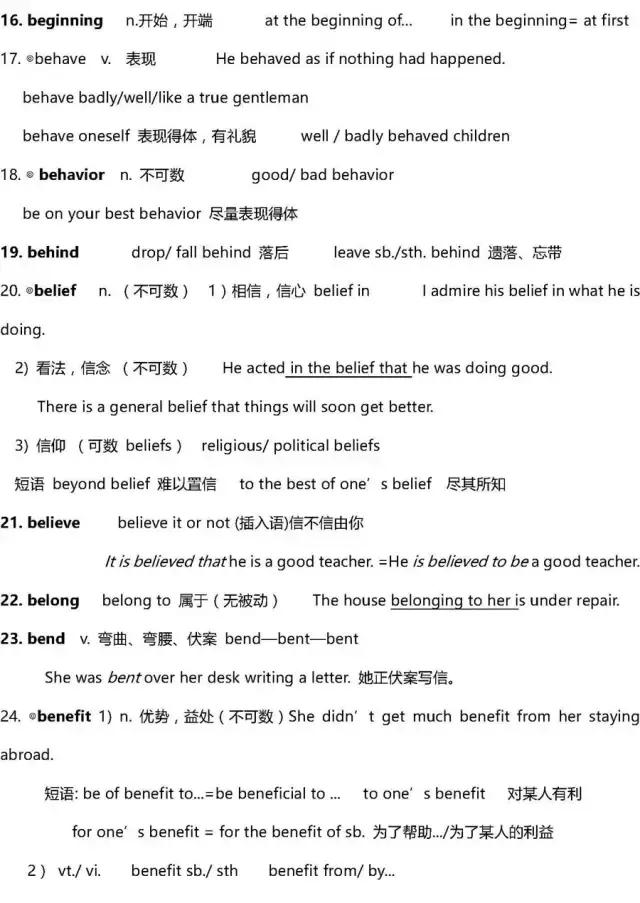 16. beginning n.开始，开端 at the beginning of... in the beginning= at first
17. ®behave v. 表现 He behaved as if nothing had happened.
behave badly/well/like a true gentleman
behave oneself 表现得体，有礼貌 well / badly behaved children
18. ® behavior n. 不可数 good/ bad behavior
be on your best behavior 尽量表现得体
19. behind drop/ fall behind 落后 leave sb./sth. behind 遗落、忘带
20. ®belief n. （不可数） 1）相信，信心 belief in I admire his belief in what he is
doing.
2) 看法，信念 （不可数） He acted in the belief that he was doing good.
There is a general belief that things will soon get better.
3) 信仰 （可数 beliefs） religious/ political beliefs
短语 beyond belief 难以置信 to the best of one’s belief 尽其所知
21. believe believe it or not (插入语)信不信由你
It is believed that he is a good teacher. =He is believed to be a good teacher.
22. belong belong to 属于（无被动） The house belonging to her is under repair.
23. bend v. 弯曲、弯腰、伏案 bend—bent—bent
She was bent over her desk writing a letter. 她正伏案写信。
24. ®benefit 1) n. 优势，益处（不可数）She didn’t get much benefit from her staying
abroad.
短语: be of benefit to...=be beneficial to ... to one’s benefit 对某人有利
for one’s benefit = for the benefit of sb. 为了帮助.../为了某人的利益
2） vt./ vi. benefit sb./ sth benefit from/ by...